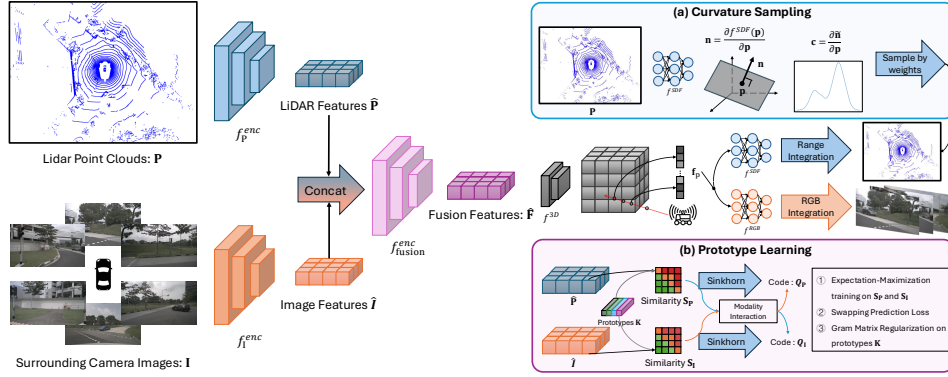 Lidar Point Clouds: P
f_P^enc
LiDAR Features P̂
Concat
f_fusion^enc
Fusion Features: F̂
Surrounding Camera Images: I
f_I^enc
Image Features Î
(a) Curvature Sampling
P
f^SDF
n = ∂f^SDF(p)/∂p
n
p
c = ∂n̂/∂p
Sample by
weights
f^3D
f_p
f^SDF
Range
Integration
f^RGB
RGB
Integration
(b) Prototype Learning
P̂
Î
Prototypes K
Similarity S_P
Similarity S_I
Sinkhorn
Sinkhorn
Modality
Interaction
Code: Q_P
Code: Q_I
① Expectation-Maximization
training on S_P and S_I
② Swapping Prediction Loss
③ Gram Matrix Regularization on
prototypes K